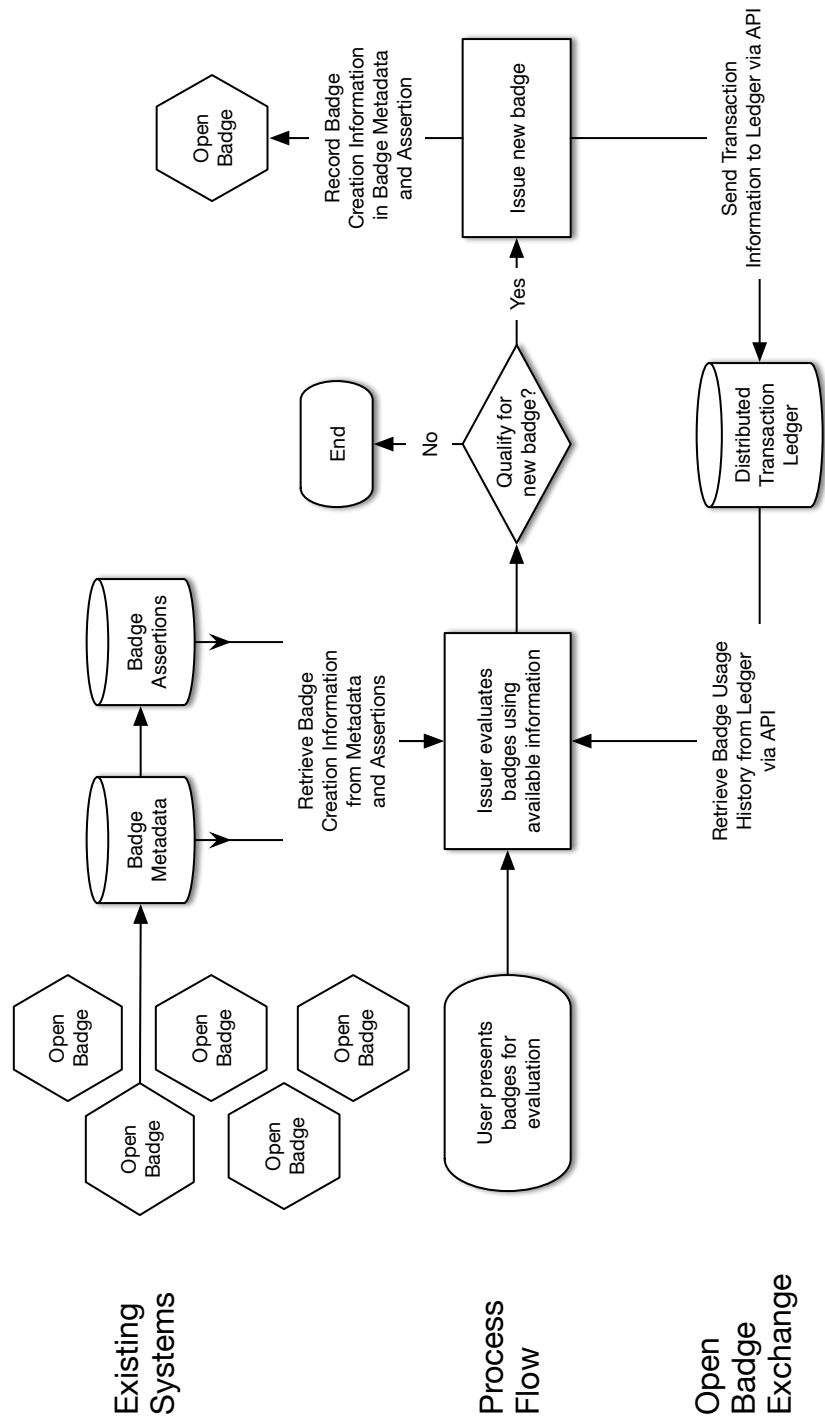 Existing
Systems
Open
Badge
Open
Badge
Open
Badge
Open
Badge
Open
Badge
Badge
Metadata
Badge
Assertions
Open
Badge
Retrieve Badge
Creation Information
from Metadata
and Assertions
End
Record Badge
Creation Information
in Badge Metadata
and Assertion
Process
Flow
User presents
badges for
evaluation
Issuer evaluates
badges using
available information
Qualify for
new badge?
No
Yes
Issue new badge
Open
Badge
Exchange
Retrieve Badge Usage
History from Ledger
via API
Distributed
Transaction
Ledger
Send Transaction
Information to Ledger via API